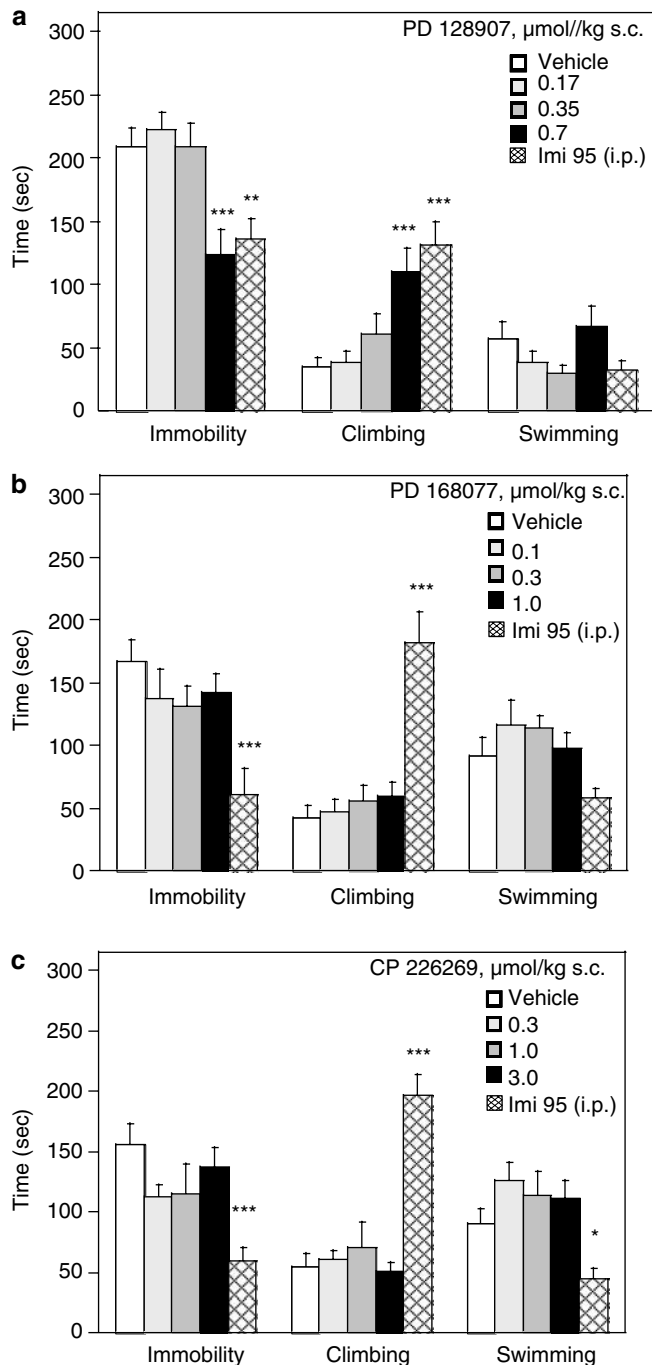 a
PD 128907, µmol//kg s.c.
300
250
200
150
100
50
0
Time (sec)
Vehicle
0.17
0.35
0.7
Imi 95 (i.p.)
***
**
***
***
Immobility
Climbing
Swimming
b
PD 168077, µmol/kg s.c.
300
250
200
150
100
50
0
Time (sec)
Vehicle
0.1
0.3
1.0
Imi 95 (i.p.)
***
***
Immobility
Climbing
Swimming
c
CP 226269, µmol/kg s.c.
300
250
200
150
100
50
0
Time (sec)
Vehicle
0.3
1.0
3.0
Imi 95 (i.p.)
***
***
*
Immobility
Climbing
Swimming